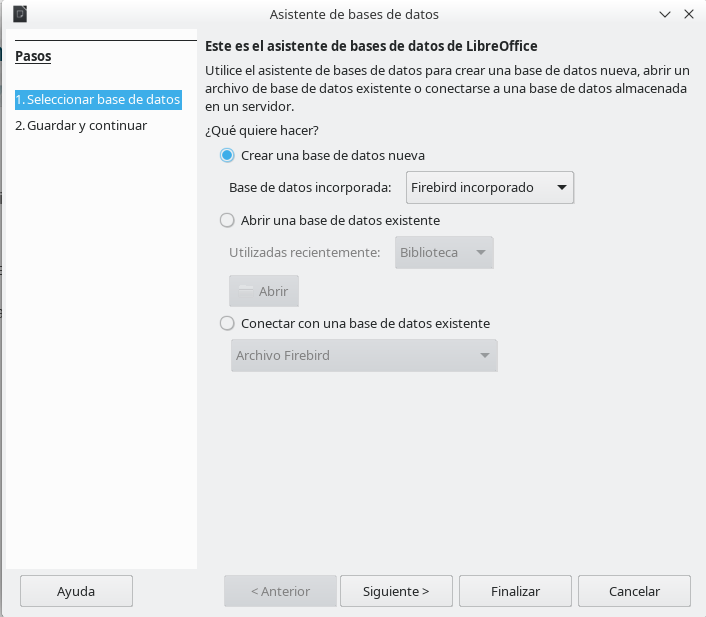 Asistente de bases de datos
Pasos
1. Seleccionar base de datos
2. Guardar y continuar
Este es el asistente de bases de datos de LibreOffice
Utilice el asistente de bases de datos para crear una base de datos nueva, abrir un
archivo de base de datos existente o conectarse a una base de datos almacenada
en un servidor.
¿Qué quiere hacer?
Crear una base de datos nueva
Base de datos incorporada: Firebird incorporado
Abrir una base de datos existente
Utilizadas recientemente: Biblioteca
Abrir
Conectar con una base de datos existente
Archivo Firebird
Ayuda < Anterior Siguiente > Finalizar Cancelar